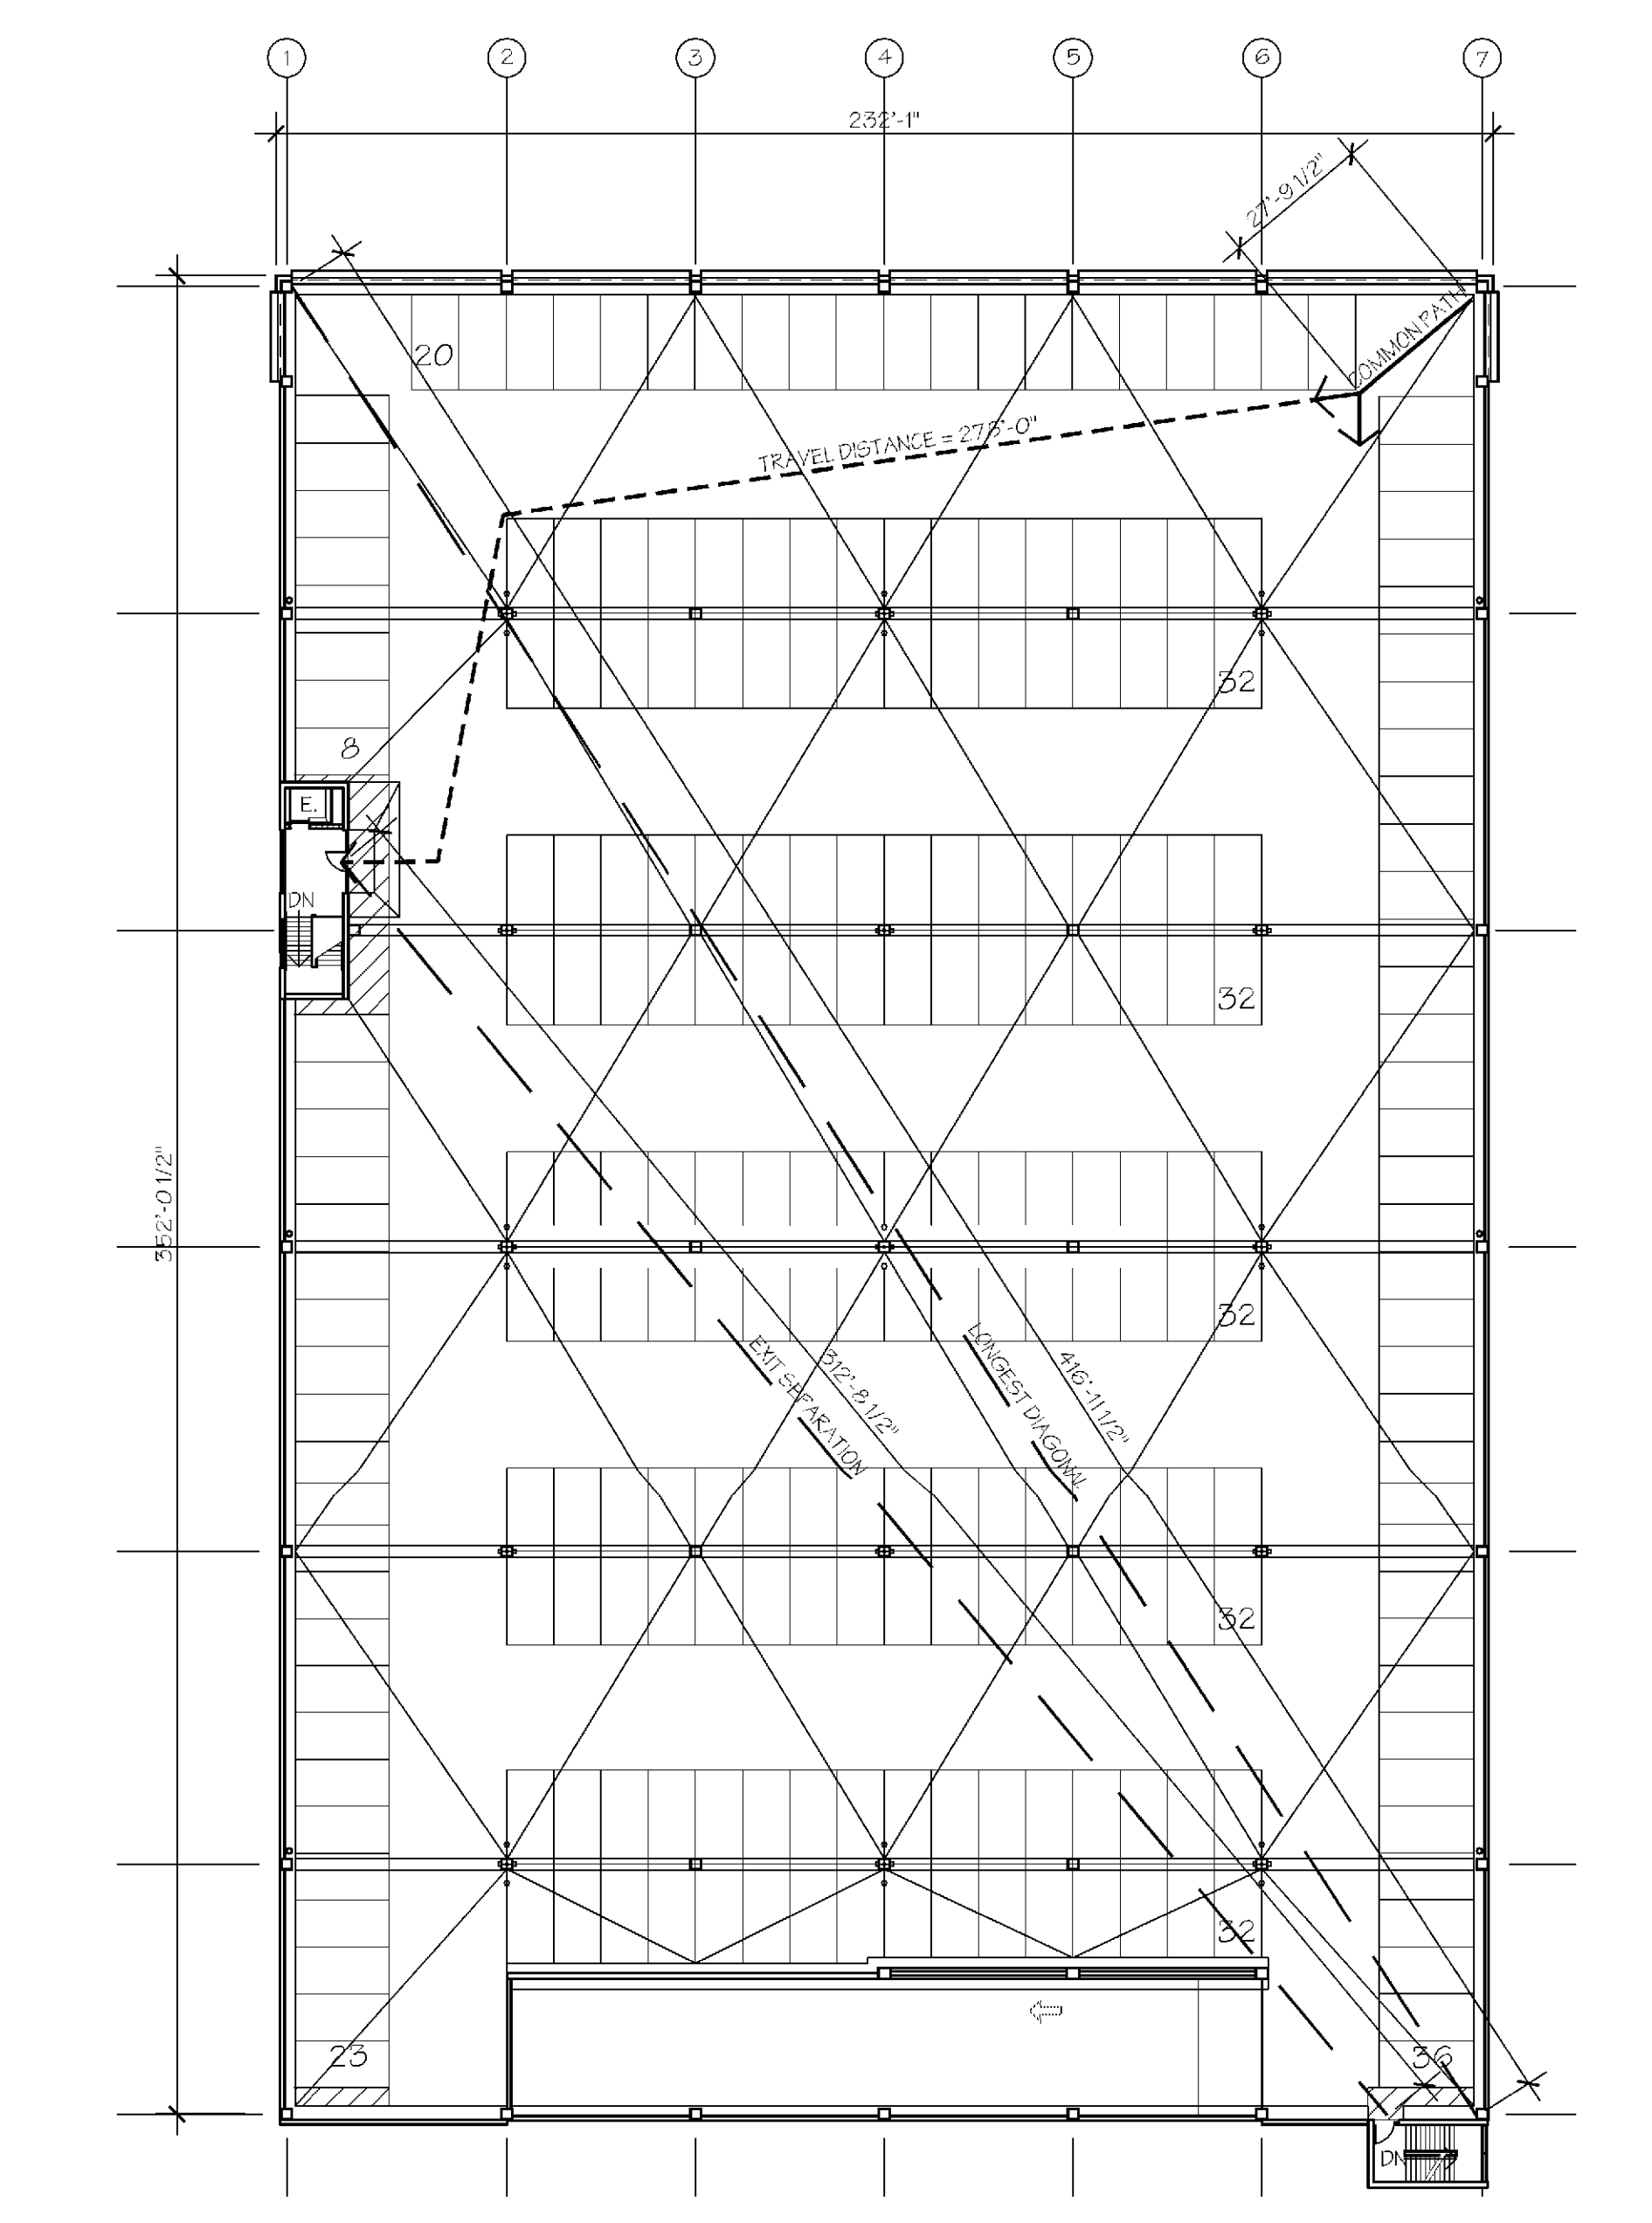 1 2 3 4 5 6 7
232'-1"
27'-9 1/2"
COMMON PATH
20
TRAVEL DISTANCE =
32
8
E.
DN
32
352'-0 1/2"
32
EXIT SEPARATION
312'-8 1/2"
LONGEST DIAGONAL
416'-11 1/2"
32
32
23
36
DN